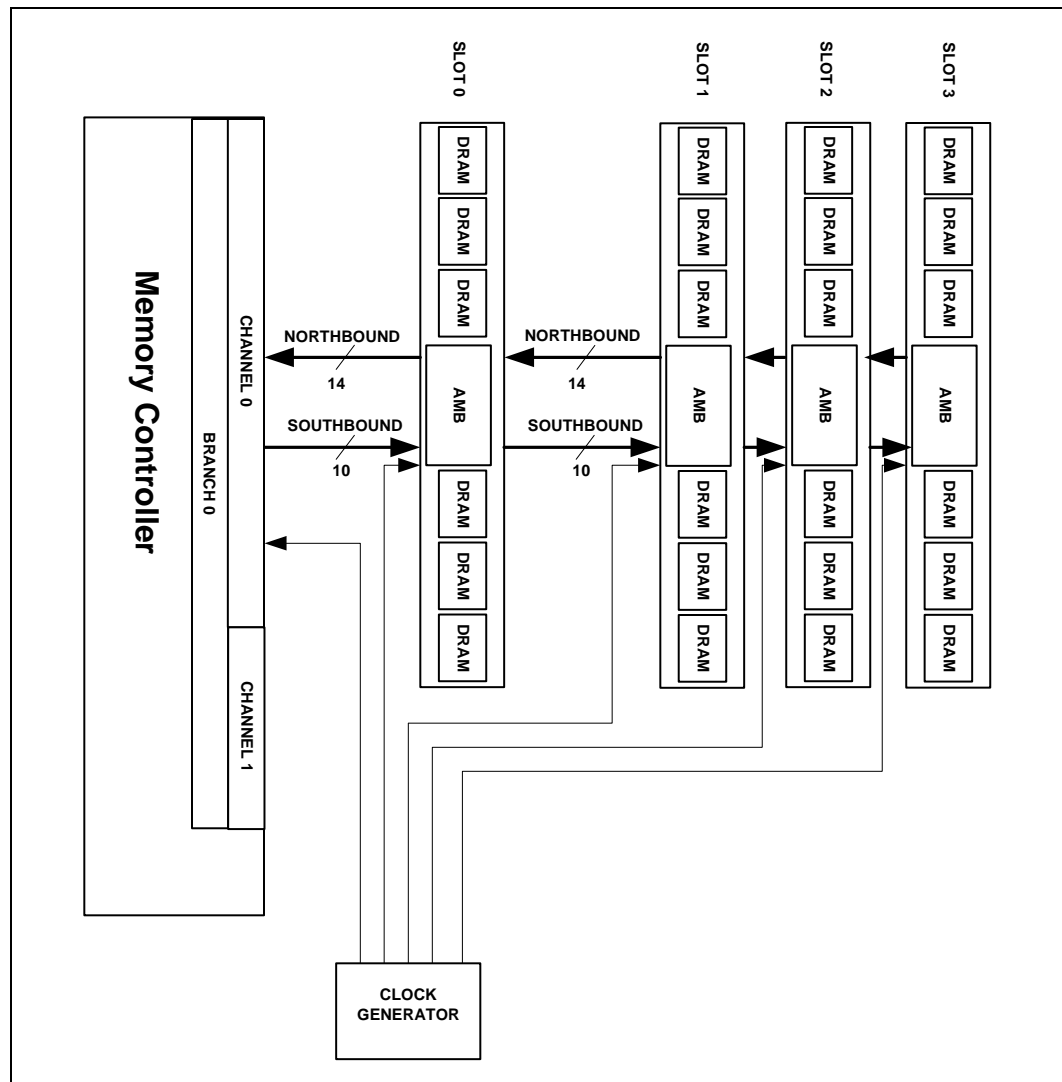 SLOT 0
SLOT 1
SLOT 2
SLOT 3
DRAM
DRAM
DRAM
DRAM
DRAM
DRAM
DRAM
DRAM
DRAM
DRAM
DRAM
DRAM
Memory Controller
BRANCH 0
CHANNEL 0
CHANNEL 1
NORTHBOUND
14
NORTHBOUND
14
SOUTHBOUND
10
SOUTHBOUND
10
AMB
AMB
AMB
AMB
DRAM
DRAM
DRAM
DRAM
DRAM
DRAM
DRAM
DRAM
DRAM
DRAM
DRAM
DRAM
CLOCK
GENERATOR